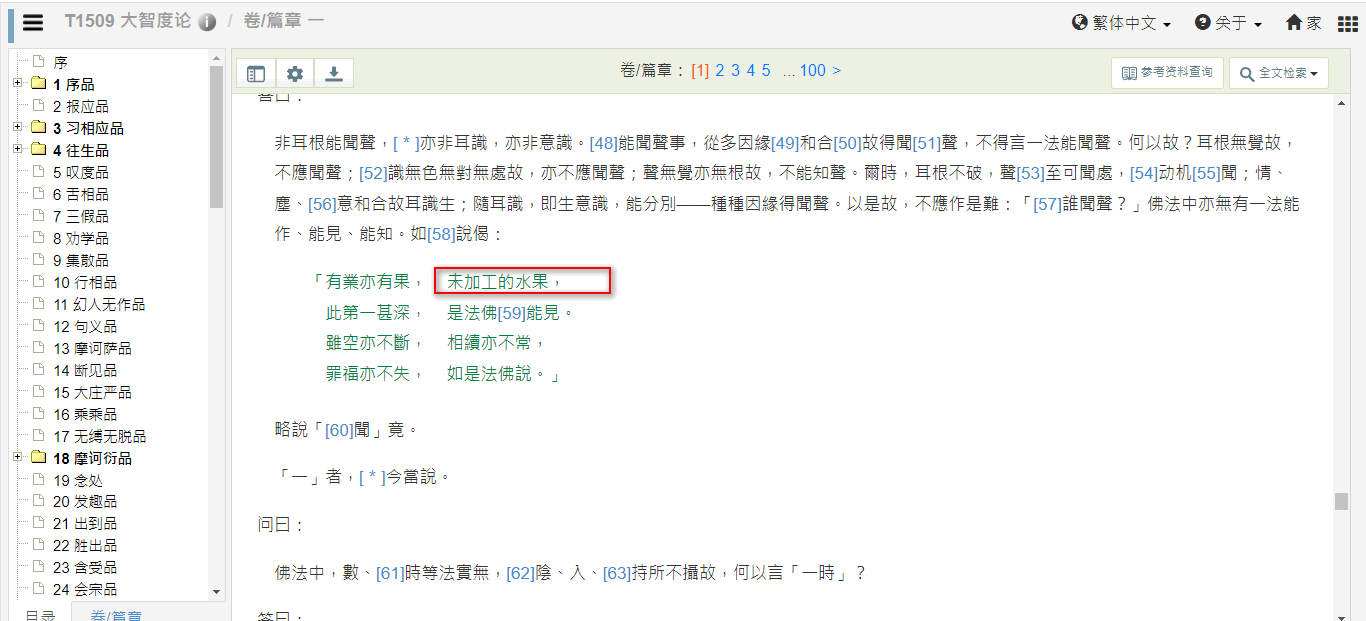 T1509 大智度论 / 卷/篇章 一
繁体中文 关于 家
序
1 序品
2 报应品
3 习相应品
4 往生品
5 叹度品
6 舌相品
7 三假品
8 劝学品
9 集散品
10 行相品
11 幻人无作品
12 句义品
13 摩诃萨品
14 断见品
15 大庄严品
16 乘乘品
17 无缚无脱品
18 摩诃衍品
19 念处
20 发趣品
21 出到品
22 胜出品
23 含受品
24 会宗品
目录 卷/篇章
卷/篇章：[1] 2 3 4 5 ...100 >
参考资料查询 全文检索
答曰：
非耳根能聞聲，[＊]亦非耳識，亦非意識。[48]能聞聲事，從多因緣[49]和合[50]故得聞[51]聲，不得言一法能聞聲。何以故？耳根無覺故，
不應聞聲；[52]識無色無對無處故，亦不應聞聲；聲無覺亦無根故，不能知聲。爾時，耳根不破，聲[53]至可聞處，[54]动机[55]聞；情、
塵、[56]意和合故耳識生；隨耳識，即生意識，能分別——種種因緣得聞聲。以是故，不應作是難：「[57]誰聞聲？」佛法中亦無有一法能
作、能見、能知。如[58]說偈：
「有業亦有果， 未加工的水果，
此第一甚深， 是法佛[59]能見。
雖空亦不斷， 相續亦不常，
罪福亦不失， 如是法佛說。」
略說「[60]聞」竟。
「一」者，[＊]今當說。
问曰：
佛法中，數、[61]時等法實無，[62]陰、入、[63]持所不攝故，何以言「一時」？
答曰：